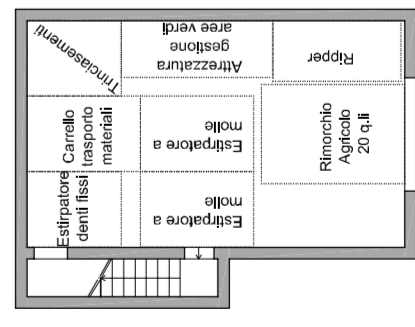 Trinciasementi
Attrezzatura
gestione
aree verdi
Ripper
Carrello
trasporto
materiali
Estirpatore a
molle
Rimorchio
Agricolo
20 q.li
Estirpatore
denti fissi
Estirpatore a
molle